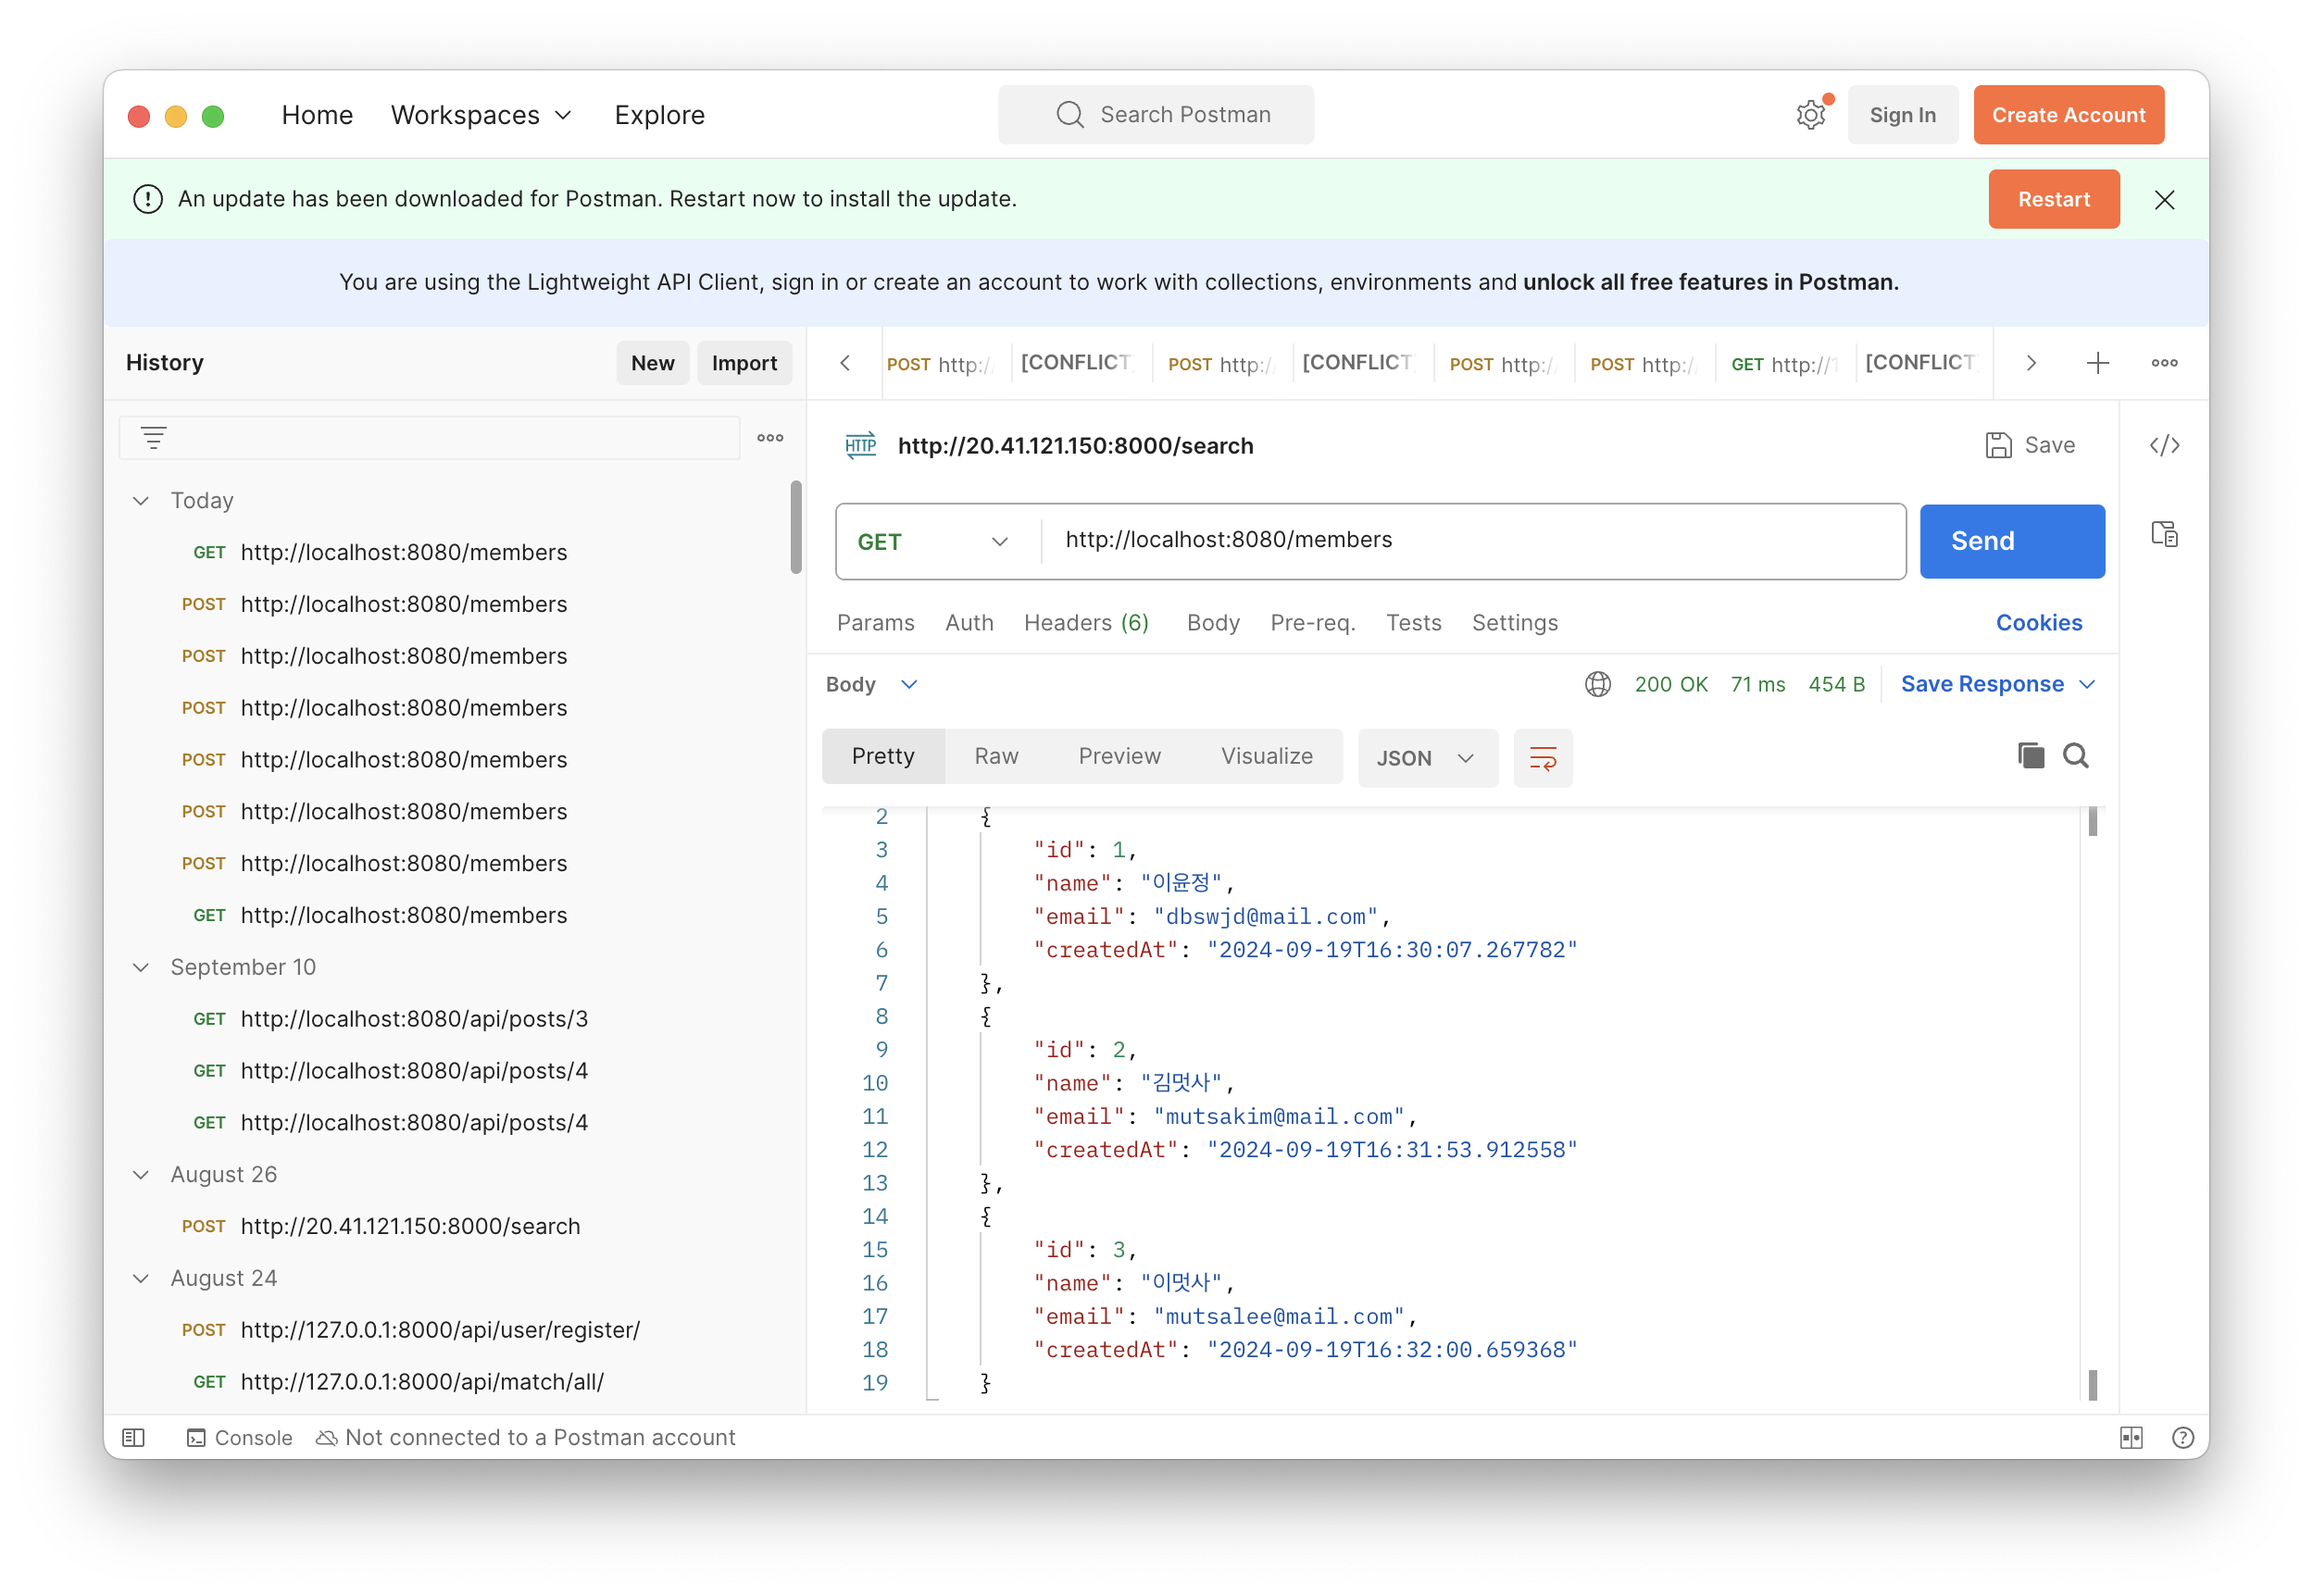 Home Workspaces Explore Search Postman Sign In Create Account
An update has been downloaded for Postman. Restart now to install the update. Restart
You are using the Lightweight API Client, sign in or create an account to work with collections, environments and unlock all free features in Postman.
History New Import
POST http:/ [CONFLICT POST http:/ [CONFLICT POST http:/ POST http:/ GET http://1 [CONFLICT
Today
GET http://localhost:8080/members
POST http://localhost:8080/members
POST http://localhost:8080/members
POST http://localhost:8080/members
POST http://localhost:8080/members
POST http://localhost:8080/members
POST http://localhost:8080/members
GET http://localhost:8080/members
September 10
GET http://localhost:8080/api/posts/3
GET http://localhost:8080/api/posts/4
GET http://localhost:8080/api/posts/4
August 26
POST http://20.41.121.150:8000/search
August 24
POST http://127.0.0.1:8000/api/user/register/
GET http://127.0.0.1:8000/api/match/all/
HTTP http://20.41.121.150:8000/search Save
GET http://localhost:8080/members Send
Params Auth Headers (6) Body Pre-req. Tests Settings Cookies
Body 200 OK 71 ms 454 B Save Response
Pretty Raw Preview Visualize JSON
2 {
3 "id": 1,
4 "name": "이윤정",
5 "email": "dbswjd@mail.com",
6 "createdAt": "2024-09-19T16:30:07.267782"
7 },
8 {
9 "id": 2,
10 "name": "김멋사",
11 "email": "mutsakim@mail.com",
12 "createdAt": "2024-09-19T16:31:53.912558"
13 },
14 {
15 "id": 3,
16 "name": "이멋사",
17 "email": "mutsalee@mail.com",
18 "createdAt": "2024-09-19T16:32:00.659368"
19 }
Console Not connected to a Postman account